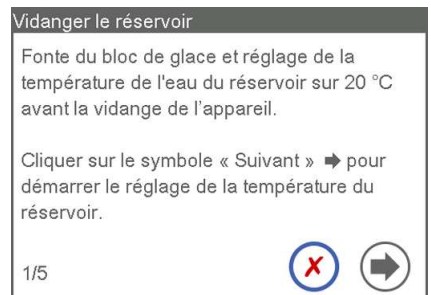 Vidanger le réservoir
Fonte du bloc de glace et réglage de la
température de l'eau du réservoir sur 20 °C
avant la vidange de l’appareil.
Cliquer sur le symbole « Suivant » ➡ pour
démarrer le réglage de la température du
réservoir.
1/5